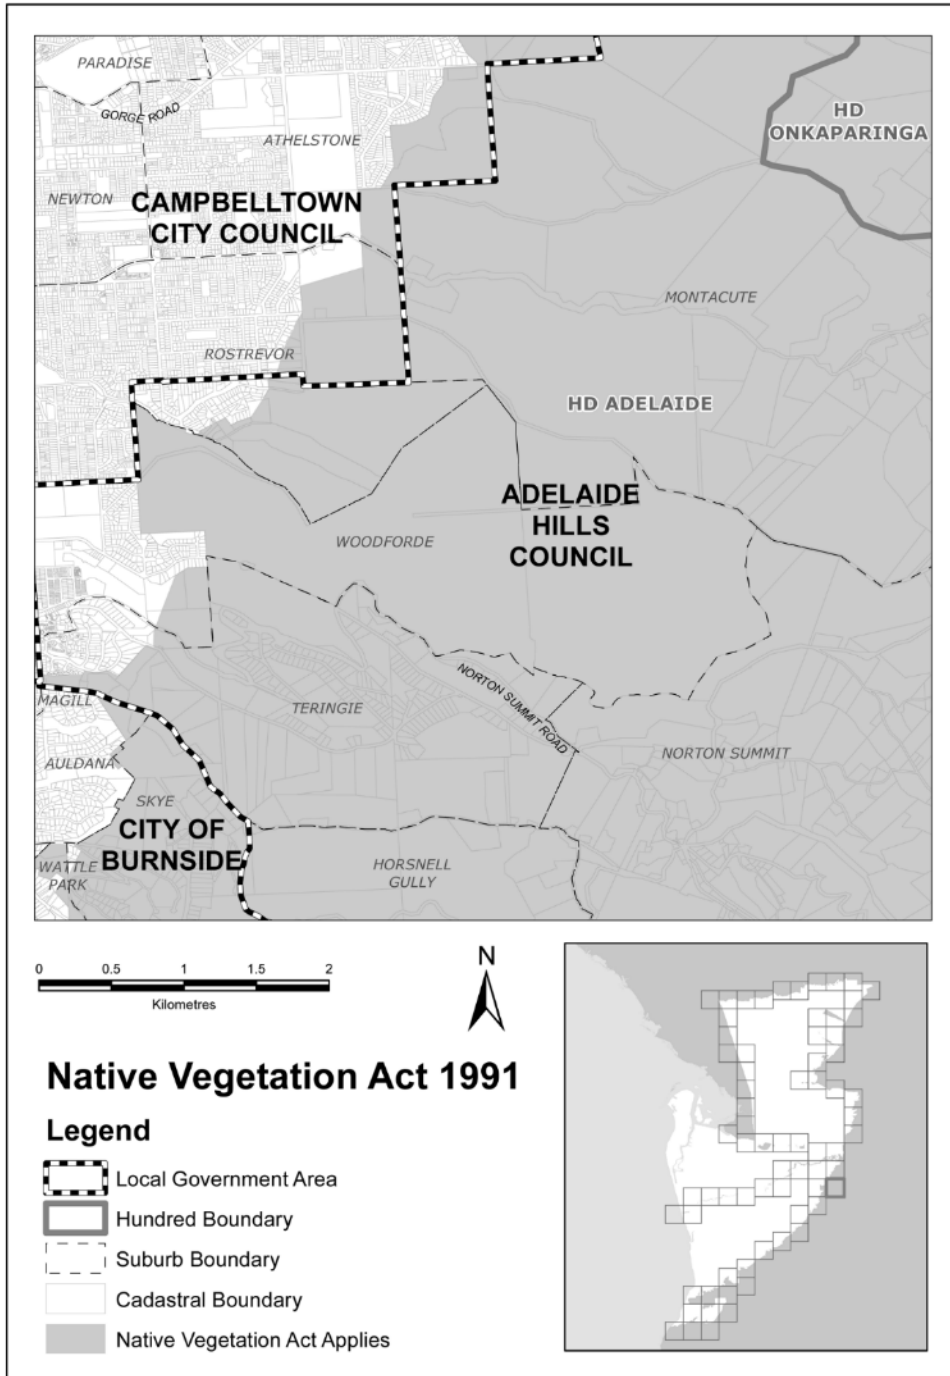 PARADISE
GORGE ROAD
HD
ONKAPARINGA
ATHELSTONE
NEWTON
CAMPBELLTOWN
CITY COUNCIL
MONTACUTE
ROSTREVOR
HD ADELAIDE
ADELAIDE
HILLS
COUNCIL
WOODFORDE
NORTON SUMMIT ROAD
MAGILL
TERINGIE
AULDANA
NORTON SUMMIT
SKYE
CITY OF
BURNSIDE
WATTLE
PARK
HORSNELL
GULLY
0 0.5 1 1.5 2
Kilometres
N
Native Vegetation Act 1991
Legend
Local Government Area
Hundred Boundary
Suburb Boundary
Cadastral Boundary
Native Vegetation Act Applies